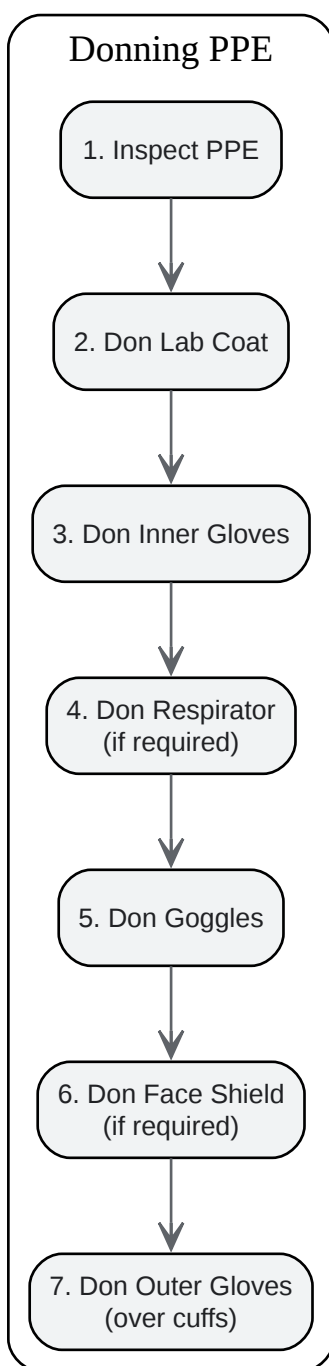 Donning PPE
1. Inspect PPE
2. Don Lab Coat
3. Don Inner Gloves
4. Don Respirator
(if required)
5. Don Goggles
6. Don Face Shield
(if required)
7. Don Outer Gloves
(over cuffs)